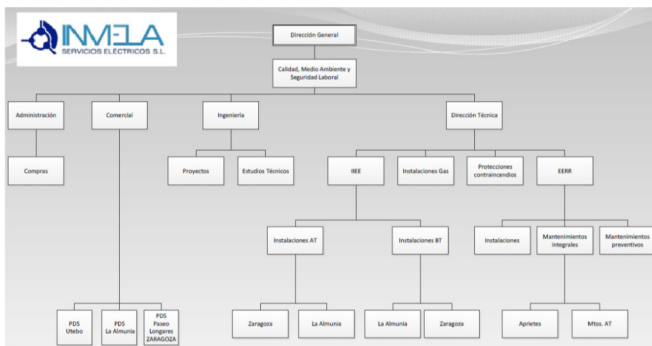 INMELA
SERVICIOS ELÉCTRICOS S.L.
Dirección General
Calidad, Medio Ambiente y
Seguridad Laboral
Administración
Comercial
Ingeniería
Dirección Técnica
Compras
Proyectos
Estudios Técnicos
IIEE
Instalaciones Gas
Protecciones
contraincendios
EERR
Instalaciones AT
Instalaciones BT
Instalaciones
Mantenimientos
integrales
Mantenimientos
preventivos
PDS
Utebo
PDS
La Almunia
PDS
Paseo
Longares
ZARAGOZA
Zaragoza
La Almunia
La Almunia
Zaragoza
Aprietes
Mtos. AT